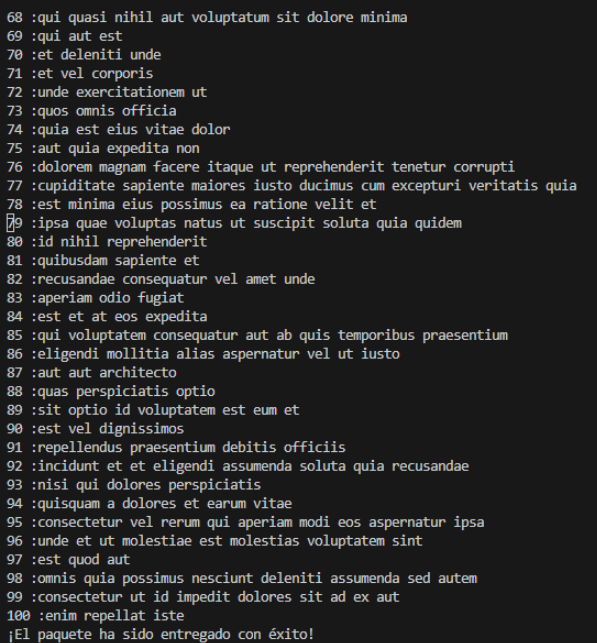 68 :qui quasi nihil aut voluptatum sit dolore minima
69 :qui aut est
70 :et deleniti unde
71 :et vel corporis
72 :unde exercitationem ut
73 :quos omnis officia
74 :quia est eius vitae dolor
75 :aut quia expedita non
76 :dolorem magnam facere itaque ut reprehenderit tenetur corrupti
77 :cupiditate sapiente maiores iusto ducimus cum excepturi veritatis quia
78 :est minima eius possimus ea ratione velit et
79 :ipsa quae voluptas natus ut suscipit soluta quia quidem
80 :id nihil reprehenderit
81 :quibusdam sapiente et
82 :recusandae consequatur vel amet unde
83 :aperiam odio fugiat
84 :est et at eos expedita
85 :qui voluptatem consequatur aut ab quis temporibus praesentium
86 :eligendi mollitia alias aspernatur vel ut iusto
87 :aut aut architecto
88 :quas perspiciatis optio
89 :sit optio id voluptatem est eum et
90 :est vel dignissimos
91 :repellendus praesentium debitis officiis
92 :incidunt et et eligendi assumenda soluta quia recusandae
93 :nisi qui dolores perspiciatis
94 :quisquam a dolores et earum vitae
95 :consectetur vel rerum qui aperiam modi eos aspernatur ipsa
96 :unde et ut molestiae est molestias voluptatem sint
97 :est quod aut
98 :omnis quia possimus nesciunt deleniti assumenda sed autem
99 :consectetur ut id impedit dolores sit ad ex aut
100 :enim repellat iste
¡El paquete ha sido entregado con éxito!